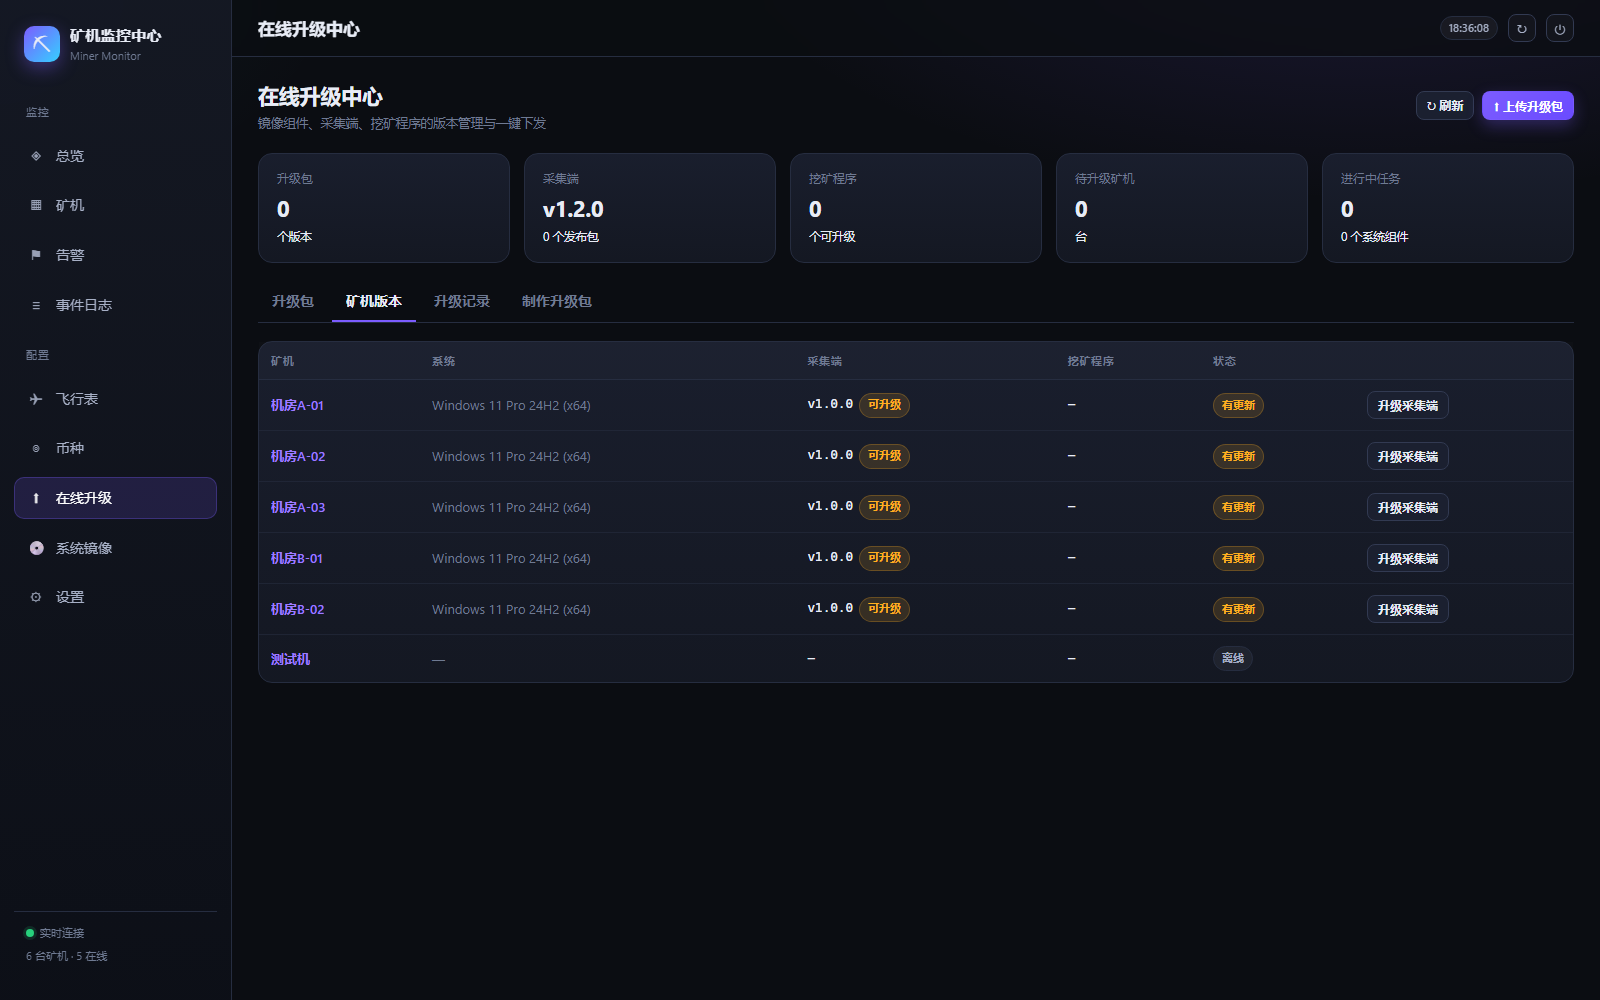 矿机监控中心
Miner Monitor
监控
总览
矿机
告警
事件日志
配置
飞行表
币种
在线升级
系统镜像
设置
实时连接
6 台矿机 · 5 在线
在线升级中心
18:36:08
在线升级中心
镜像组件、采集端、挖矿程序的版本管理与一键下发
↻ 刷新
⬆ 上传升级包
升级包
0
个版本
采集端
v1.2.0
0 个发布包
挖矿程序
0
个可升级
待升级矿机
0
台
进行中任务
0
0 个系统组件
升级包 矿机版本 升级记录 制作升级包
矿机 系统 采集端 挖矿程序 状态
机房A-01 Windows 11 Pro 24H2 (x64) v1.0.0 可升级 — 有更新 升级采集端
机房A-02 Windows 11 Pro 24H2 (x64) v1.0.0 可升级 — 有更新 升级采集端
机房A-03 Windows 11 Pro 24H2 (x64) v1.0.0 可升级 — 有更新 升级采集端
机房B-01 Windows 11 Pro 24H2 (x64) v1.0.0 可升级 — 有更新 升级采集端
机房B-02 Windows 11 Pro 24H2 (x64) v1.0.0 可升级 — 有更新 升级采集端
测试机 — — — 离线